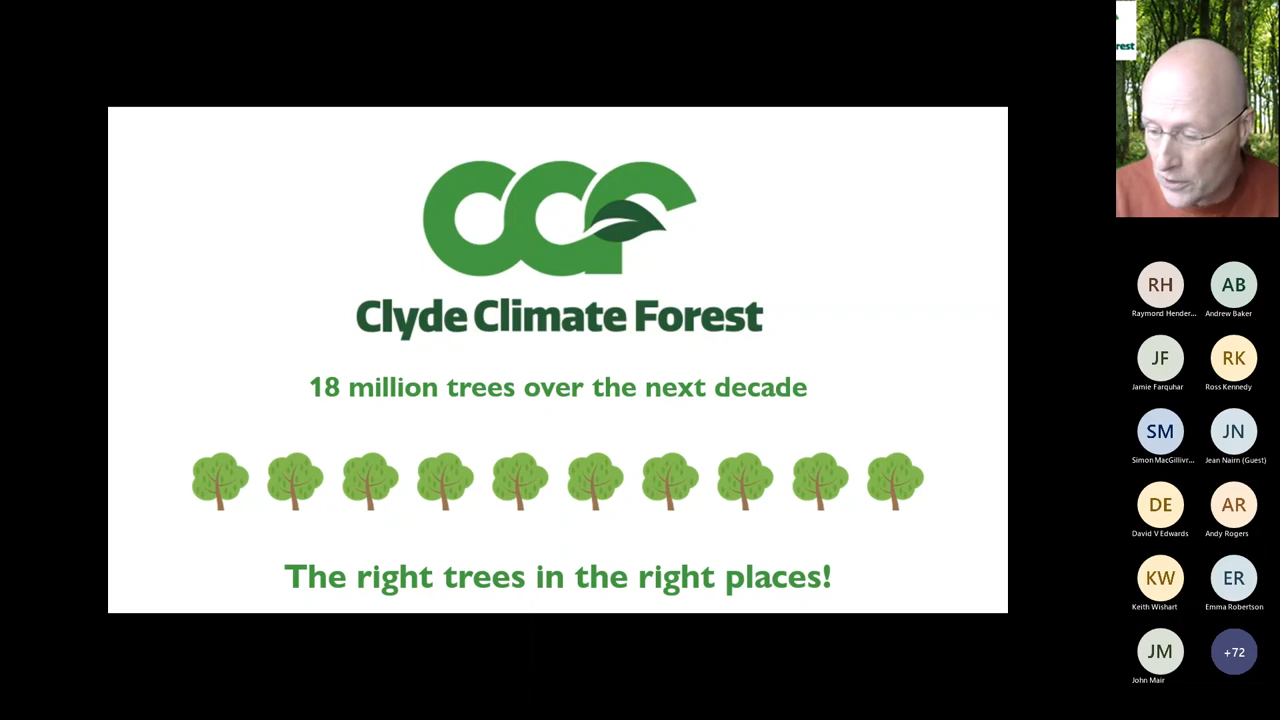 CCF
Clyde Climate Forest
18 million trees over the next decade
The right trees in the right places!
rest
RH
Raymond Hender...
AB
Andrew Baker
JF
Jamie Farquhar
RK
Ross Kennedy
SM
Simon MacGillivr...
JN
Jean Nairn (Guest)
DE
David V Edwards
AR
Andy Rogers
KW
Keith Wishart
ER
Emma Robertson
JM
John Mair
+72